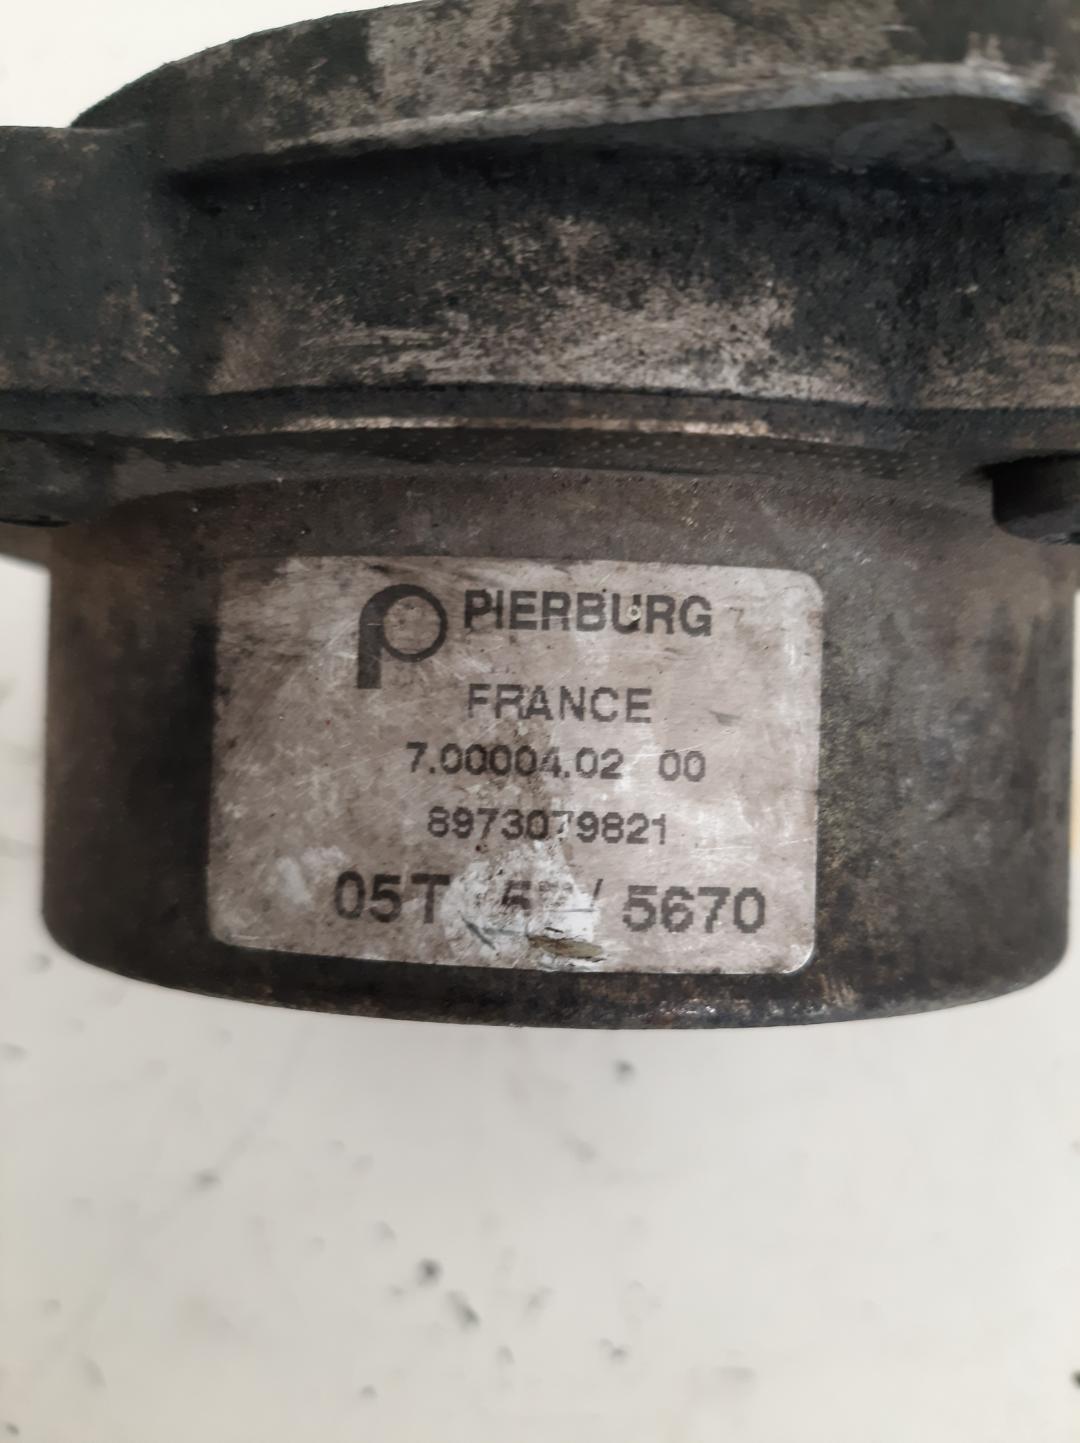 PIERBURG
FRANCE
7.00004.02 00
8973079821
05T / 5670